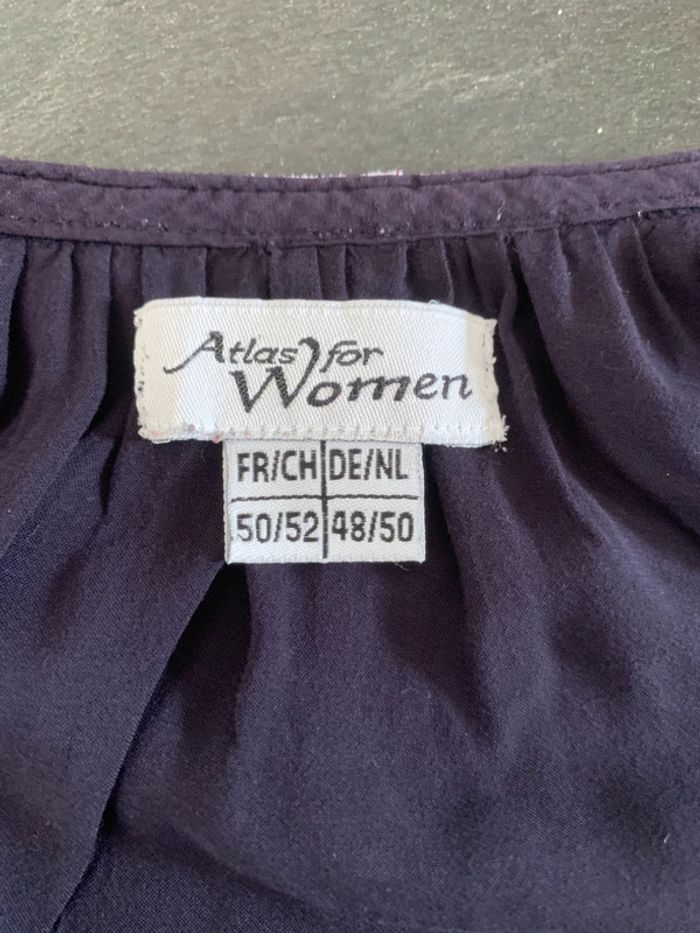 Atlas for
Women
FR/CH DE/NL
50/52 48/50